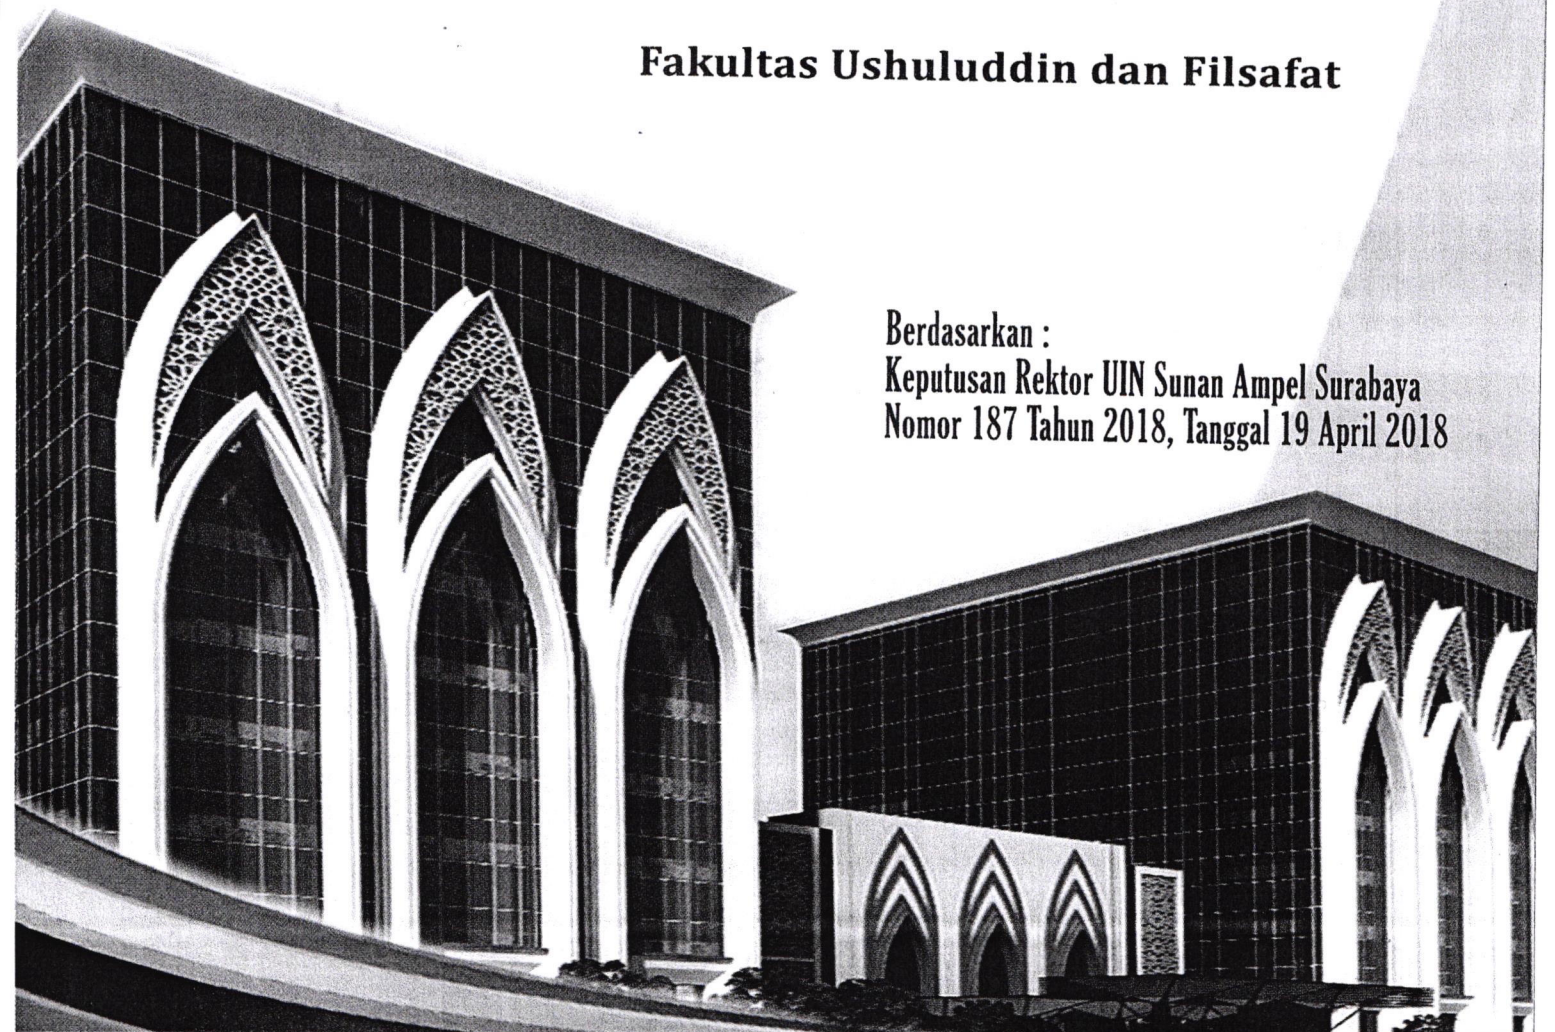 Fakultas Ushuluddin dan Filsafat
Berdasarkan :
Keputusan Rektor UIN Sunan Ampel Surabaya
Nomor 187 Tahun 2018, Tanggal 19 April 2018